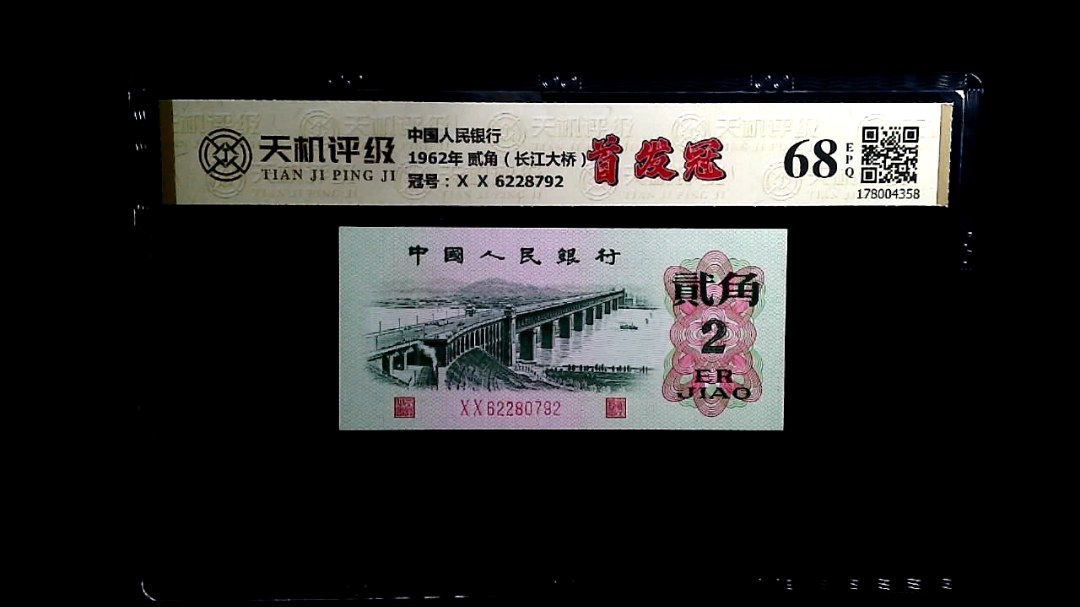 天机评级
TIAN JI PING JI
中国人民银行
1962年 贰角（长江大桥）
冠号：X X 6228792
首发冠
68
EPQ
178004358
中國人民銀行
貳角
2
ER
JIAO
XX62280792